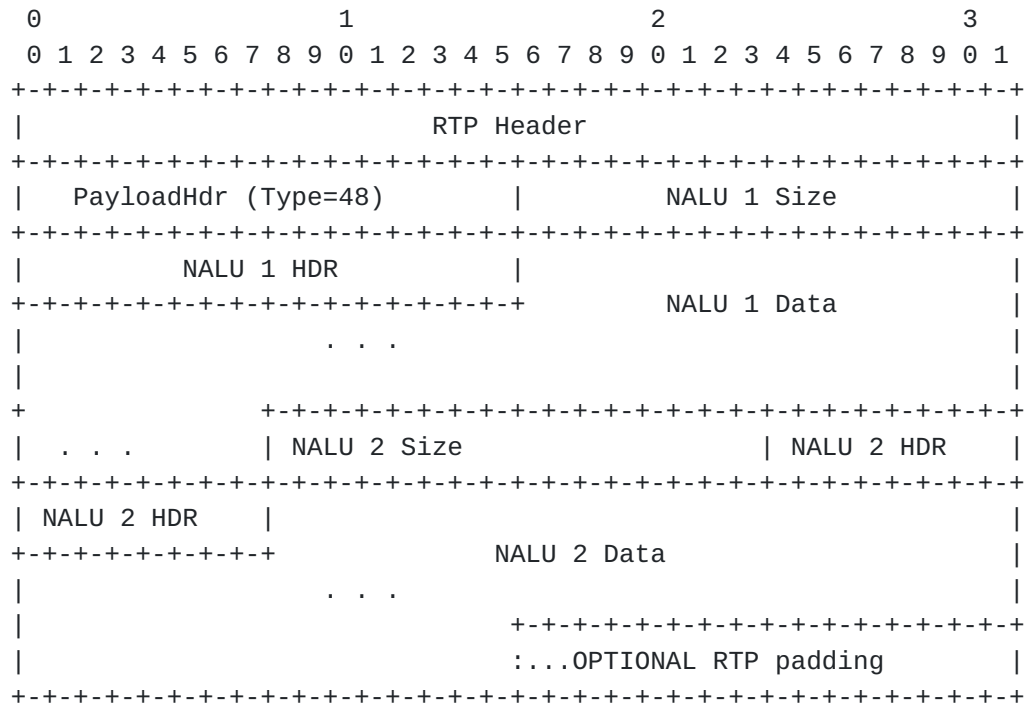 0                   1                   2                   3
 0 1 2 3 4 5 6 7 8 9 0 1 2 3 4 5 6 7 8 9 0 1 2 3 4 5 6 7 8 9 0 1
+-+-+-+-+-+-+-+-+-+-+-+-+-+-+-+-+-+-+-+-+-+-+-+-+-+-+-+-+-+-+-+-+
|                          RTP Header                           |
+-+-+-+-+-+-+-+-+-+-+-+-+-+-+-+-+-+-+-+-+-+-+-+-+-+-+-+-+-+-+-+-+
|   PayloadHdr (Type=48)        |         NALU 1 Size           |
+-+-+-+-+-+-+-+-+-+-+-+-+-+-+-+-+-+-+-+-+-+-+-+-+-+-+-+-+-+-+-+-+
|          NALU 1 HDR           |                               |
+-+-+-+-+-+-+-+-+-+-+-+-+-+-+-+-+         NALU 1 Data           |
|                   . . .                                       |
|                                                               |
+               +-+-+-+-+-+-+-+-+-+-+-+-+-+-+-+-+-+-+-+-+-+-+-+-+
|  . . .        | NALU 2 Size                   | NALU 2 HDR    |
+-+-+-+-+-+-+-+-+-+-+-+-+-+-+-+-+-+-+-+-+-+-+-+-+-+-+-+-+-+-+-+-+
| NALU 2 HDR    |                                               |
+-+-+-+-+-+-+-+-+              NALU 2 Data                      |
|                   . . .                                       |
|                               +-+-+-+-+-+-+-+-+-+-+-+-+-+-+-+-+
|                               :...OPTIONAL RTP padding        |
+-+-+-+-+-+-+-+-+-+-+-+-+-+-+-+-+-+-+-+-+-+-+-+-+-+-+-+-+-+-+-+-+